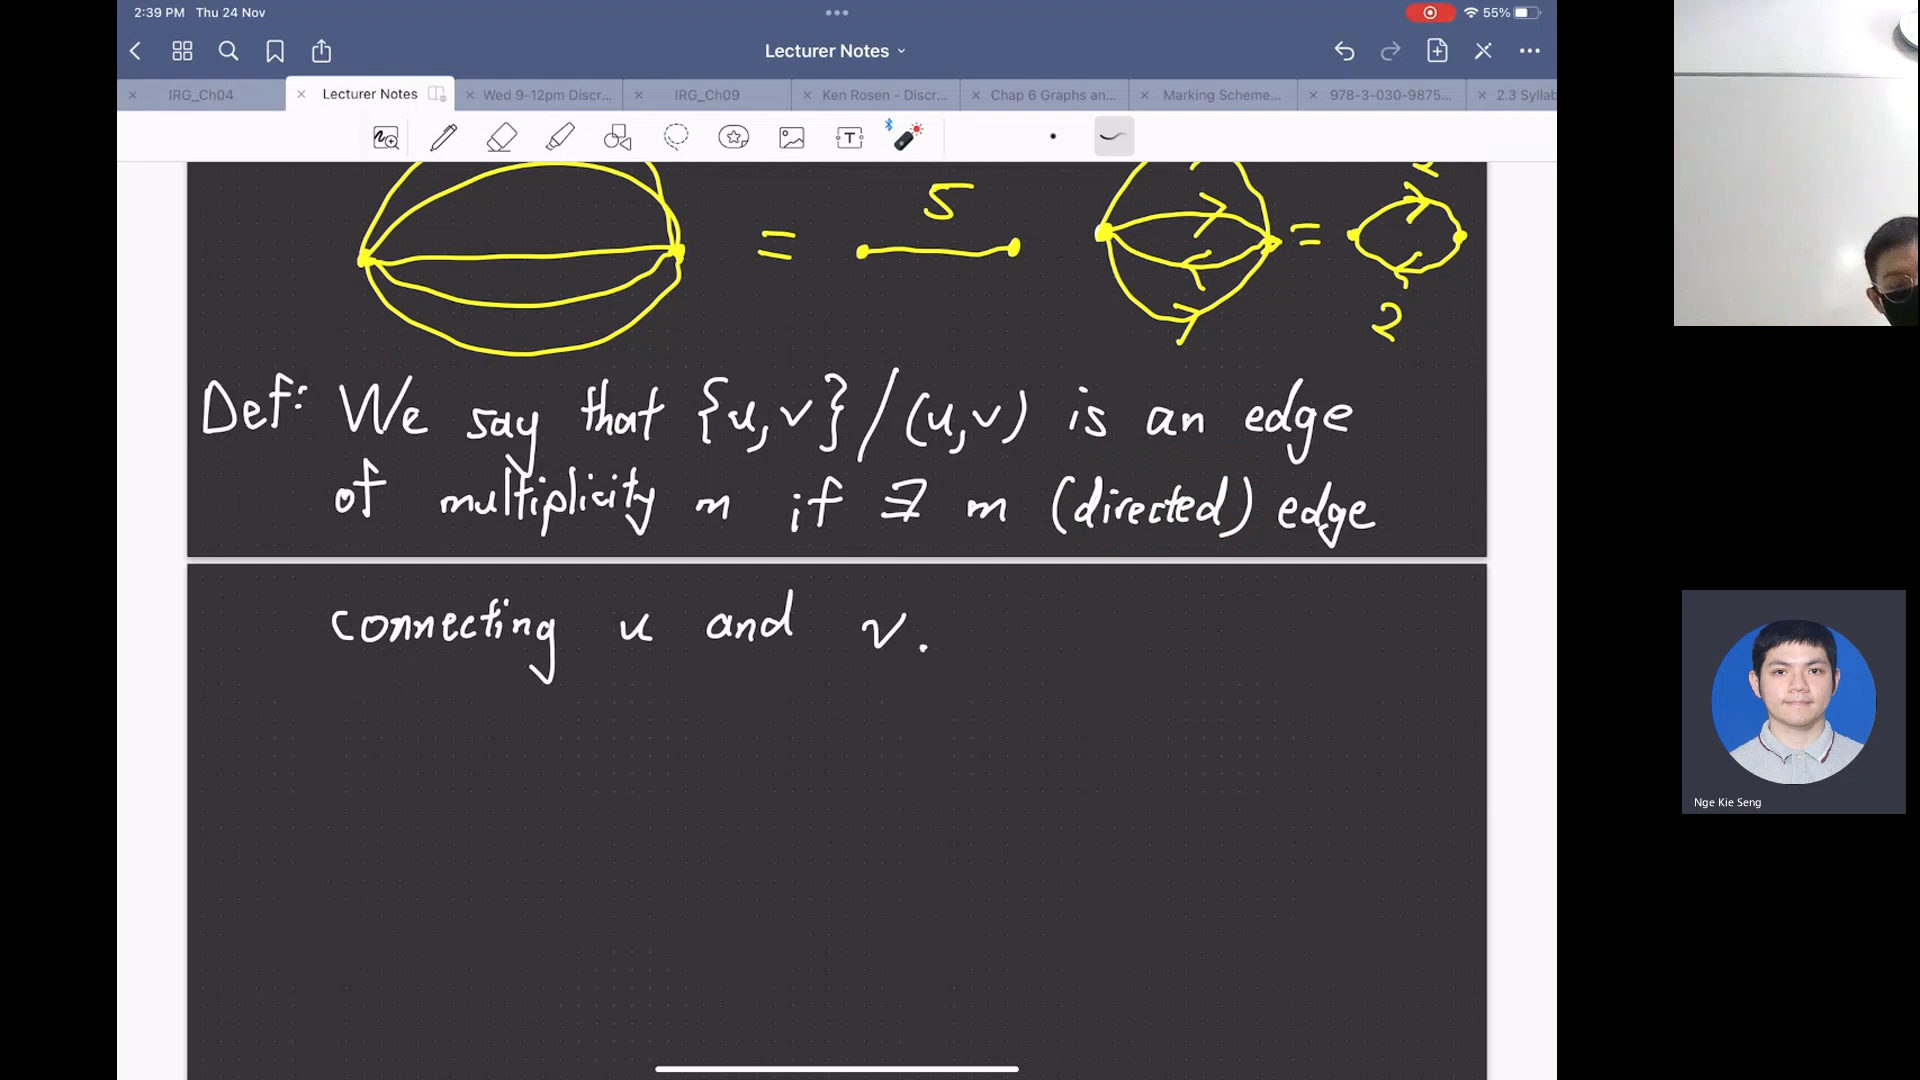 2:39 PM Thu 24 Nov
55%
Lecturer Notes
IRG_Ch04
Lecturer Notes
Wed 9-12pm Discr...
IRG_Ch09
Ken Rosen - Discr...
Chap 6 Graphs an...
Marking Scheme...
978-3-030-9875...
2.3 Syllab
5
=
=
2
Def: We say that {u,v}/(u,v) is an edge
of multiplicity m if ∃ m (directed) edge
connecting u and v.
Nge Kie Seng